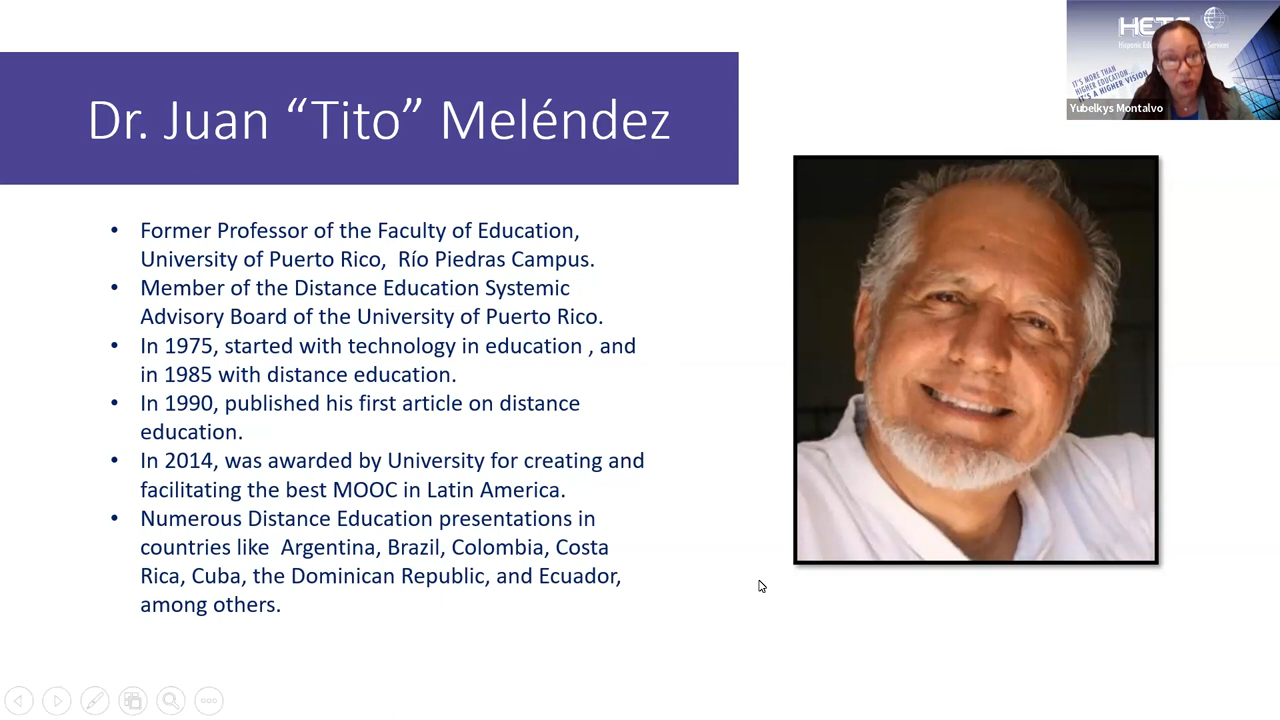 Dr. Juan “Tito” Meléndez
• Former Professor of the Faculty of Education,
University of Puerto Rico, Río Piedras Campus.
• Member of the Distance Education Systemic
Advisory Board of the University of Puerto Rico.
• In 1975, started with technology in education , and
in 1985 with distance education.
• In 1990, published his first article on distance
education.
• In 2014, was awarded by University for creating and
facilitating the best MOOC in Latin America.
• Numerous Distance Education presentations in
countries like Argentina, Brazil, Colombia, Costa
Rica, Cuba, the Dominican Republic, and Ecuador,
among others.
HETS
Hispanic Services
IT'S MORE THAN
HIGHER EDUCATION...
IT'S A HIGHER VISION
Yubelkys Montalvo